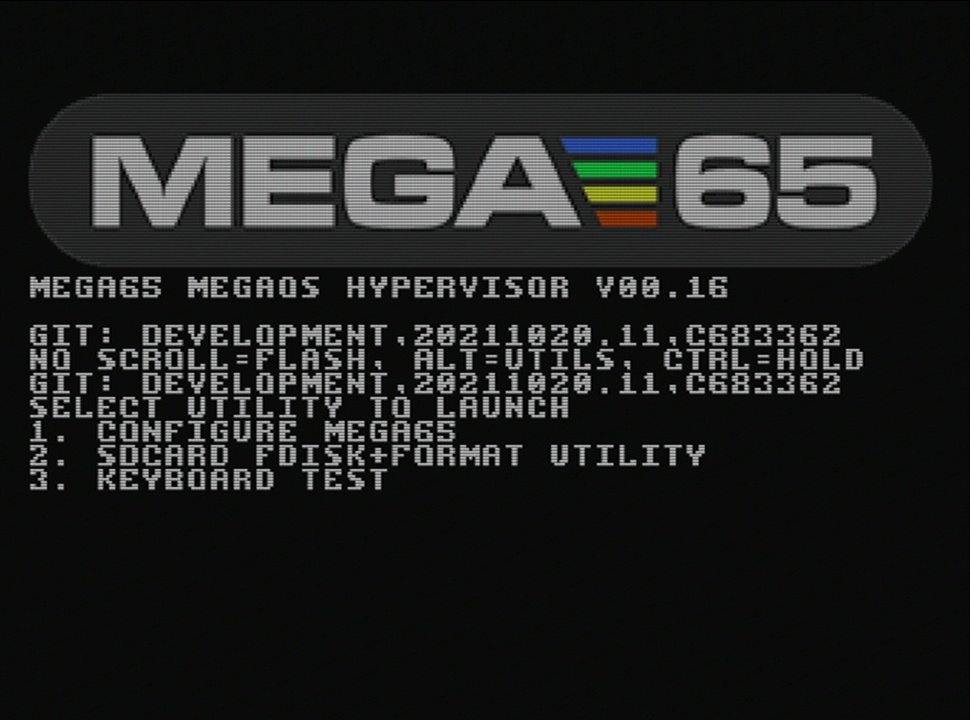 MEGA65
MEGA65 MEGAOS HYPERVISOR V00.16
GIT: DEVELOPMENT,20211020.11,C683362
NO SCROLL=FLASH, ALT=UTILS, CTRL=HOLD
GIT: DEVELOPMENT,20211020.11,C683362
SELECT UTILITY TO LAUNCH
1. CONFIGURE MEGA65
2. SDCARD FDISK+FORMAT UTILITY
3. KEYBOARD TEST